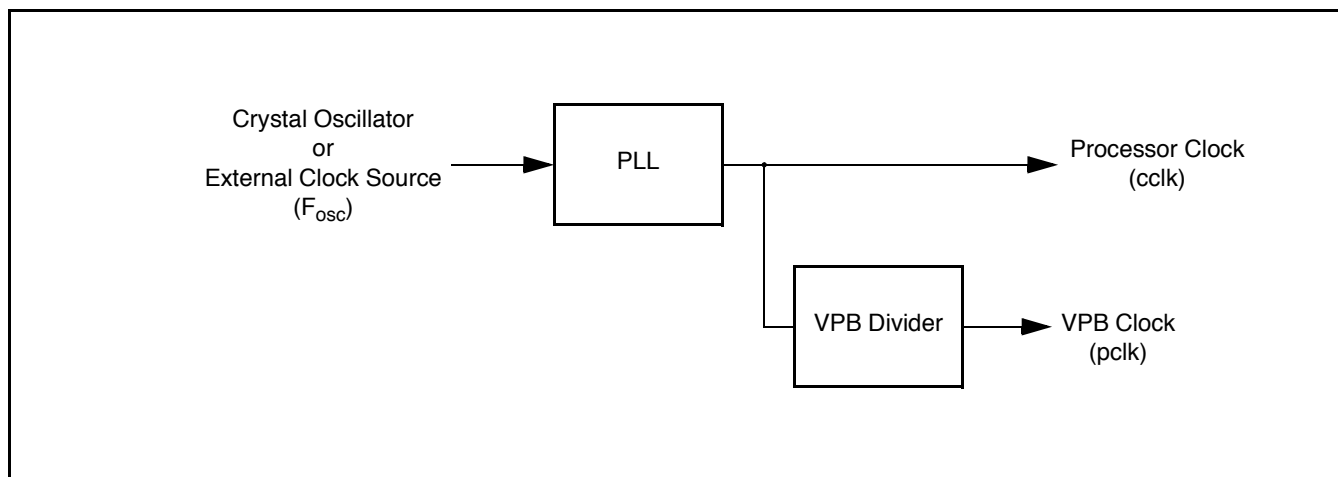 Crystal Oscillator
or
External Clock Source
(Fosc)
PLL
Processor Clock
(cclk)
VPB Divider
VPB Clock
(pclk)